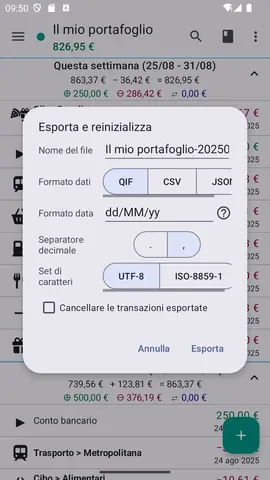 09:50
Il mio portafoglio
826,95 €
Questa settimana (25/08 - 31/08)
863,37 € − 36,42 € = 826,95 €
250,00 € 286,42 € 0,00 €
Esporta e reinizializza
Nome del file Il mio portafoglio-20250
Formato dati QIF CSV JSON
Formato data dd/MM/yy
Separatore decimale . ,
Set di caratteri UTF-8 ISO-8859-1
Cancellare le transazioni esportate
Annulla Esporta
739,56 € + 123,81 € = 863,37 €
500,00 € 376,19 € 0,00 €
Conto bancario 250,00 €
Trasporto > Metropolitana
24 ago 2025
Cibo > Alimentari −10,61 €